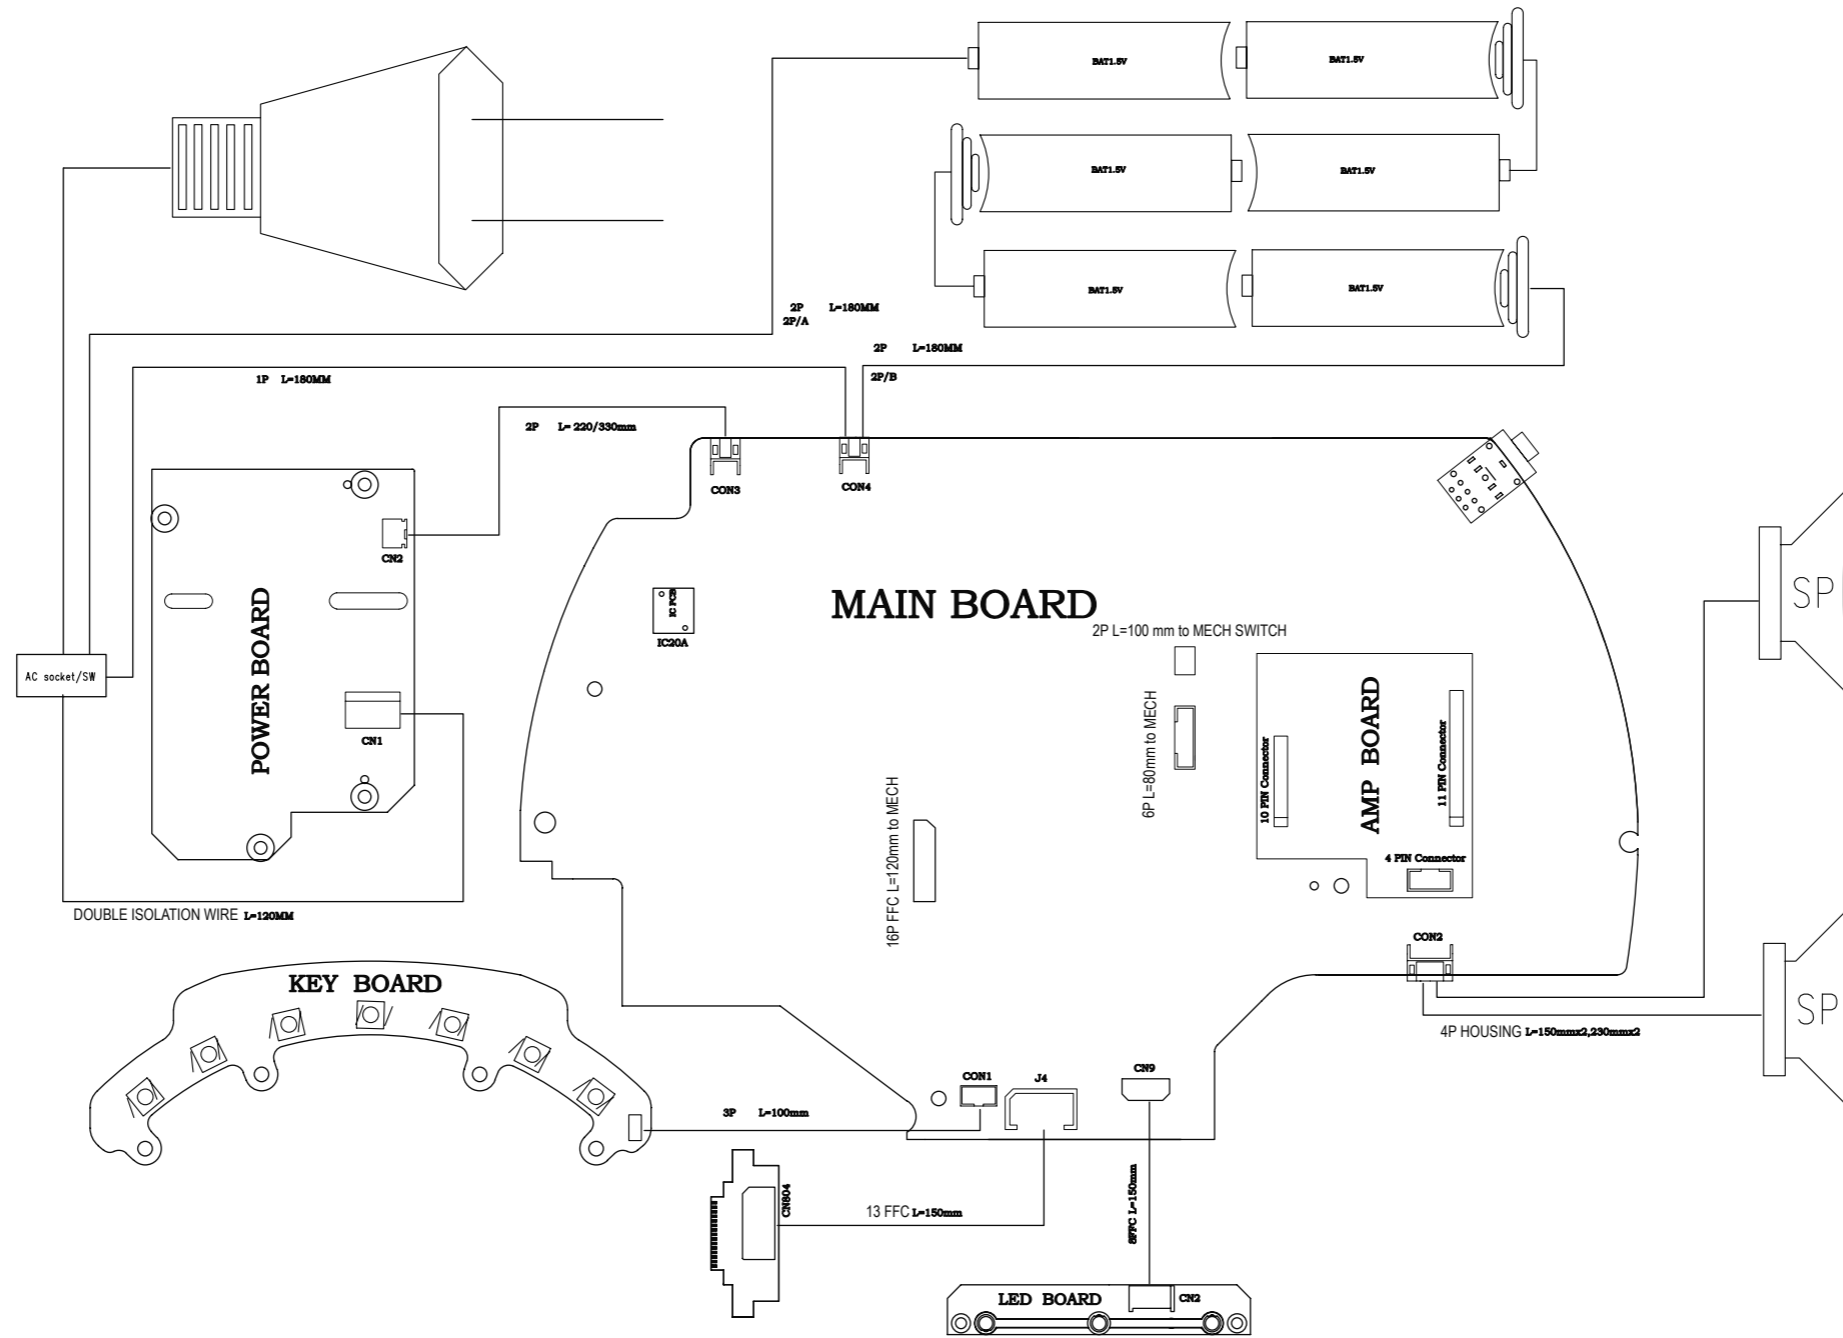 BAT1.5V
BAT1.5V
BAT1.5V
BAT1.5V
BAT1.5V
BAT1.5V
2P L=180MM
2P/A
2P L=180MM
2P/B
1P L=180MM
2P L= 220/330mm
CON3
CON4
CN2
IC PCB
IC20A
MAIN BOARD
2P L=100 mm to MECH SWITCH
SP
AC socket/SW
POWER BOARD
CN1
6P L=80mm to MECH
10 PIN Connector
AMP BOARD
11 PIN Connector
4 PIN Connector
16P FFC L=120mm to MECH
DOUBLE ISOLATION WIRE L=120MM
CON2
KEY BOARD
SP
4P HOUSING L=150mmx2,230mmx2
CON1
J4
CN9
3P L=100mm
CN804
13 FFC L=150mm
8FFC L=150mm
LED BOARD
CN2